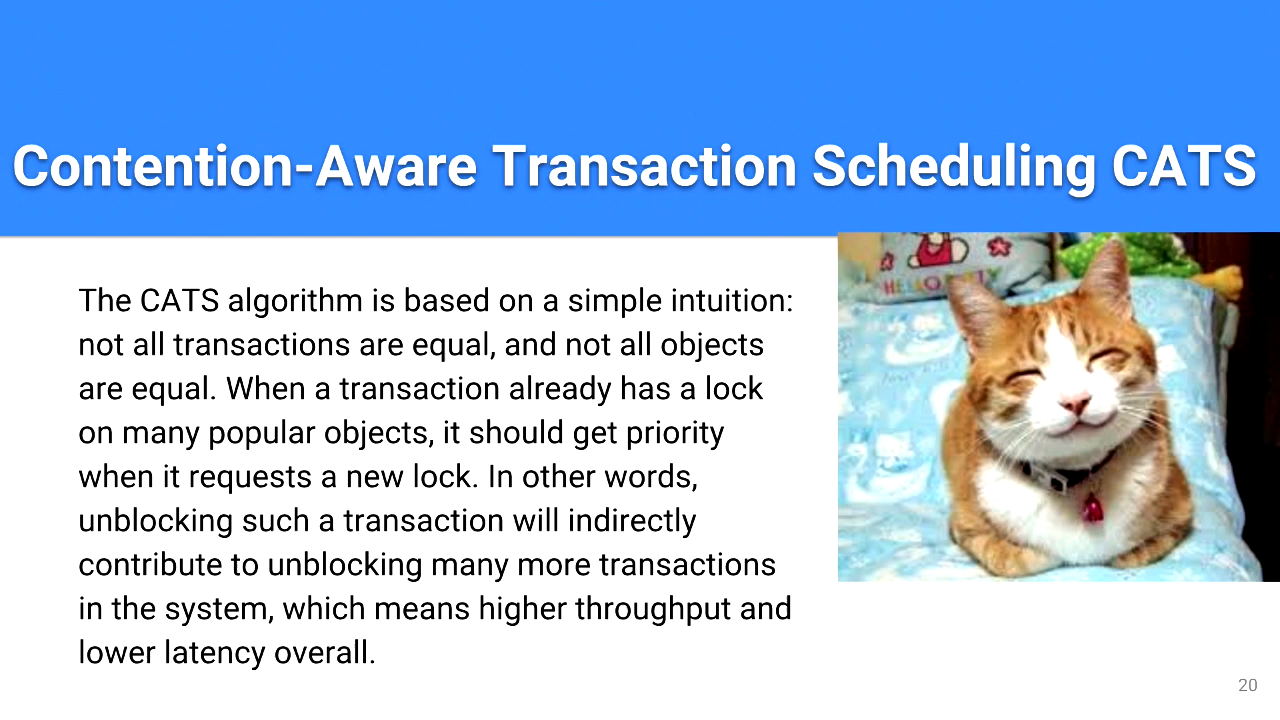 Contention-Aware Transaction Scheduling CATS
The CATS algorithm is based on a simple intuition:
not all transactions are equal, and not all objects
are equal. When a transaction already has a lock
on many popular objects, it should get priority
when it requests a new lock. In other words,
unblocking such a transaction will indirectly
contribute to unblocking many more transactions
in the system, which means higher throughput and
lower latency overall.
HELLO
20